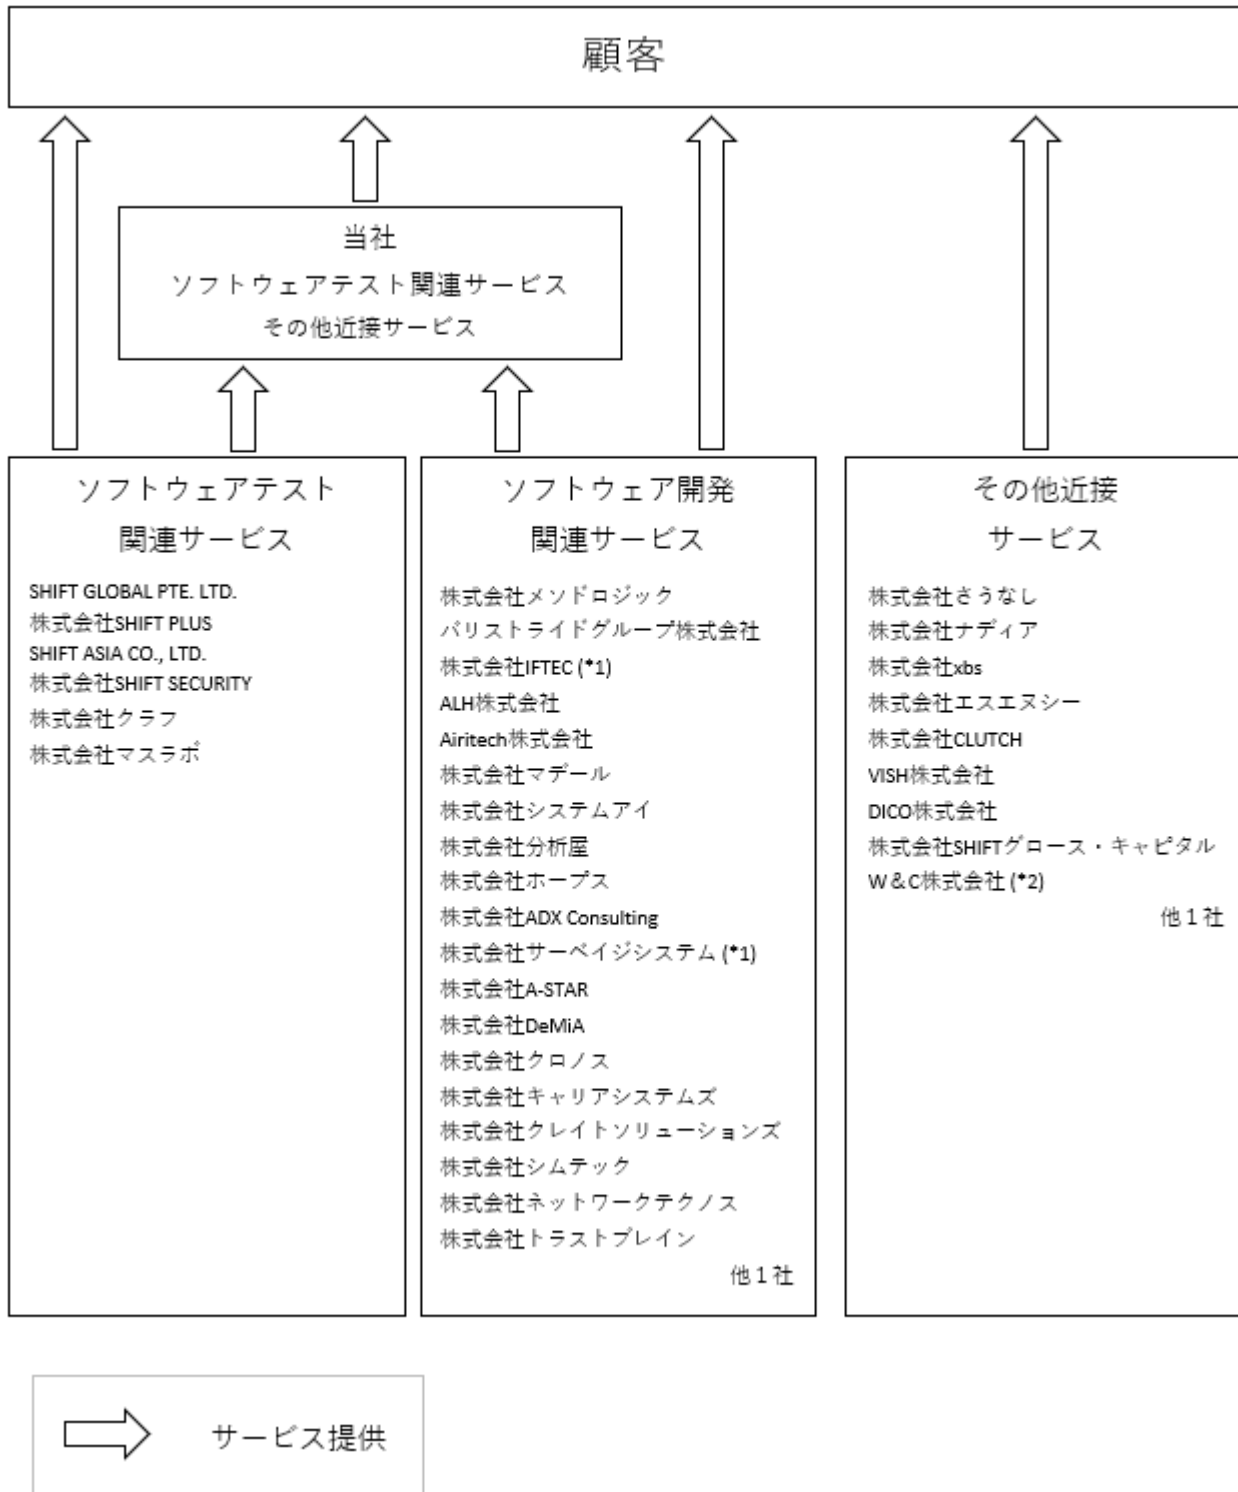 顧客
当社
ソフトウェアテスト関連サービス
その他近接サービス
ソフトウェアテスト
関連サービス
SHIFT GLOBAL PTE. LTD.
株式会社SHIFT PLUS
SHIFT ASIA CO., LTD.
株式会社SHIFT SECURITY
株式会社クラフ
株式会社マスラボ
ソフトウェア開発
関連サービス
株式会社メソドロジック
バリストライドグループ株式会社
株式会社IFTEC (*1)
ALH株式会社
Airitech株式会社
株式会社マデール
株式会社システムアイ
株式会社分析屋
株式会社ホープス
株式会社ADX Consulting
株式会社サーベイジシステム (*1)
株式会社A-STAR
株式会社DeMiA
株式会社クロノス
株式会社キャリアシステムズ
株式会社クレイトソリューションズ
株式会社シムテック
株式会社ネットワークテクノス
株式会社トラストブレイン
他１社
その他近接
サービス
株式会社さうなし
株式会社ナディア
株式会社xbs
株式会社エスエヌシー
株式会社CLUTCH
VISH株式会社
DICO株式会社
株式会社SHIFTグロース・キャピタル
W＆C株式会社 (*2)
他１社
サービス提供